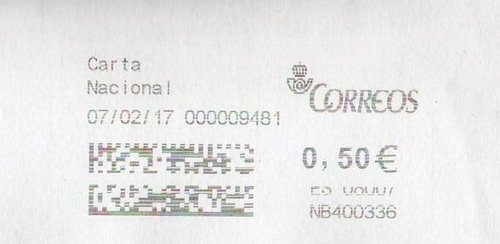 Carta
Nacional
07/02/17 000009481
CORREOS
0,50€
NB400336